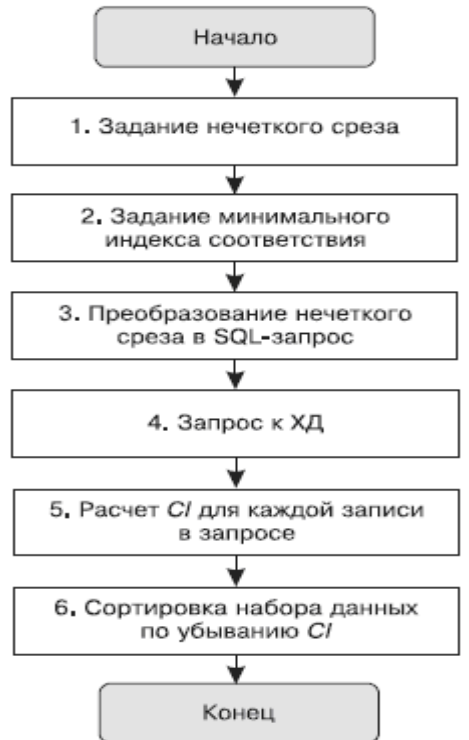 Начало
1. Задание нечеткого среза
2. Задание минимального
индекса соответствия
3. Преобразование нечеткого
среза в SQL-запрос
4. Запрос к ХД
5. Расчет CI для каждой записи
в запросе
6. Сортировка набора данных
по убыванию CI
Конец